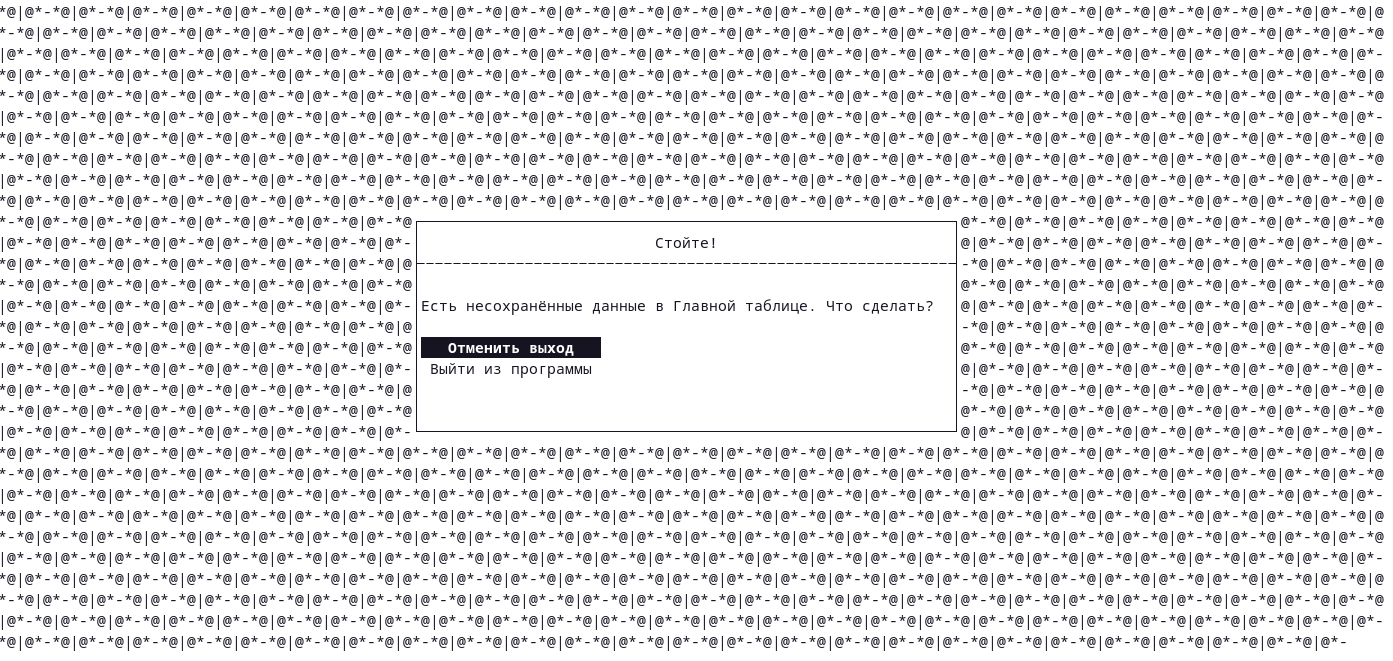 Стойте!
Есть несохранённые данные в Главной таблице. Что сделать?
Отменить выход
Выйти из программы